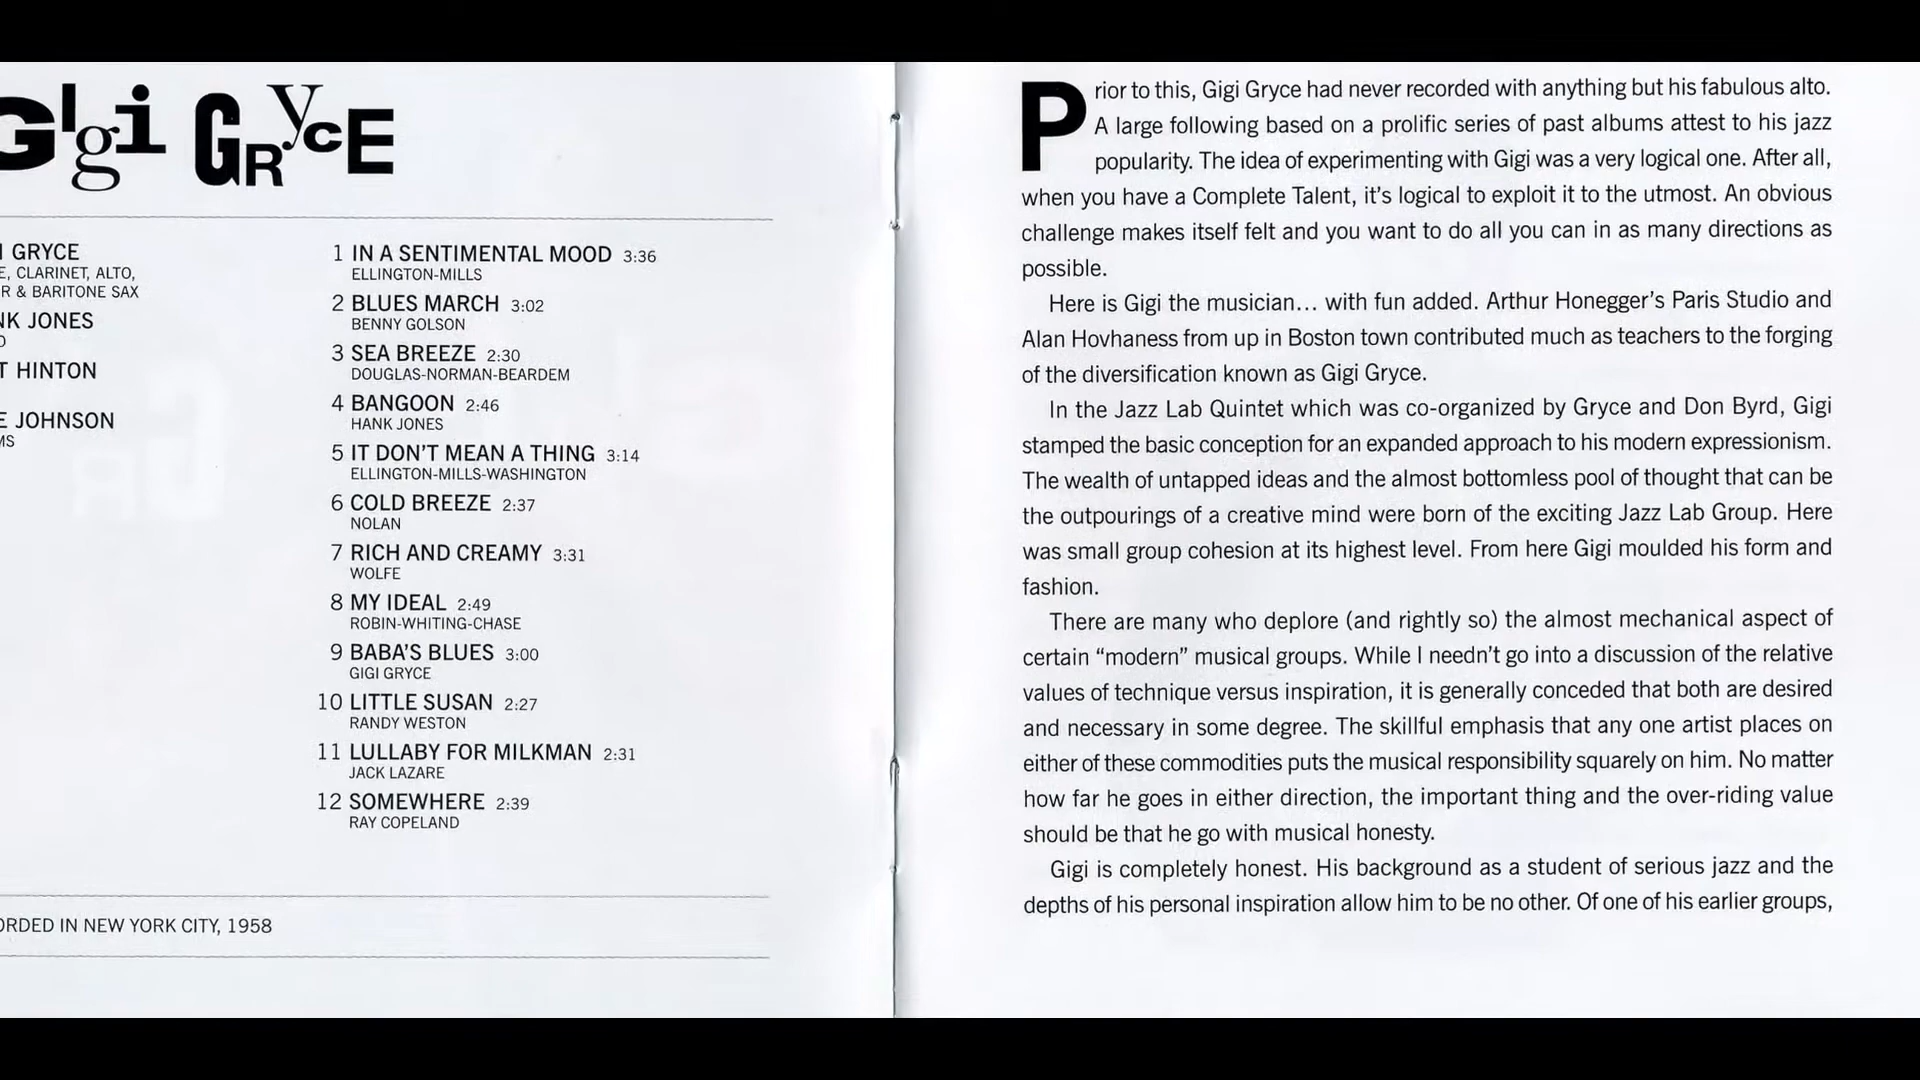 Gigi GRyCE
GRYCE
E, CLARINET, ALTO,
R & BARITONE SAX
NK JONES
O
T HINTON
E JOHNSON
MS
1 IN A SENTIMENTAL MOOD 3:36
ELLINGTON-MILLS
2 BLUES MARCH 3:02
BENNY GOLSON
3 SEA BREEZE 2:30
DOUGLAS-NORMAN-BEARDEM
4 BANGOON 2:46
HANK JONES
5 IT DON'T MEAN A THING 3:14
ELLINGTON-MILLS-WASHINGTON
6 COLD BREEZE 2:37
NOLAN
7 RICH AND CREAMY 3:31
WOLFE
8 MY IDEAL 2:49
ROBIN-WHITING-CHASE
9 BABA'S BLUES 3:00
GIGI GRYCE
10 LITTLE SUSAN 2:27
RANDY WESTON
11 LULLABY FOR MILKMAN 2:31
JACK LAZARE
12 SOMEWHERE 2:39
RAY COPELAND
ORDED IN NEW YORK CITY, 1958
Prior to this, Gigi Gryce had never recorded with anything but his fabulous alto.
A large following based on a prolific series of past albums attest to his jazz
popularity. The idea of experimenting with Gigi was a very logical one. After all,
when you have a Complete Talent, it's logical to exploit it to the utmost. An obvious
challenge makes itself felt and you want to do all you can in as many directions as
possible.
Here is Gigi the musician… with fun added. Arthur Honegger's Paris Studio and
Alan Hovhaness from up in Boston town contributed much as teachers to the forging
of the diversification known as Gigi Gryce.
In the Jazz Lab Quintet which was co-organized by Gryce and Don Byrd, Gigi
stamped the basic conception for an expanded approach to his modern expressionism.
The wealth of untapped ideas and the almost bottomless pool of thought that can be
the outpourings of a creative mind were born of the exciting Jazz Lab Group. Here
was small group cohesion at its highest level. From here Gigi moulded his form and
fashion.
There are many who deplore (and rightly so) the almost mechanical aspect of
certain “modern” musical groups. While I needn't go into a discussion of the relative
values of technique versus inspiration, it is generally conceded that both are desired
and necessary in some degree. The skillful emphasis that any one artist places on
either of these commodities puts the musical responsibility squarely on him. No matter
how far he goes in either direction, the important thing and the over-riding value
should be that he go with musical honesty.
Gigi is completely honest. His background as a student of serious jazz and the
depths of his personal inspiration allow him to be no other. Of one of his earlier groups,